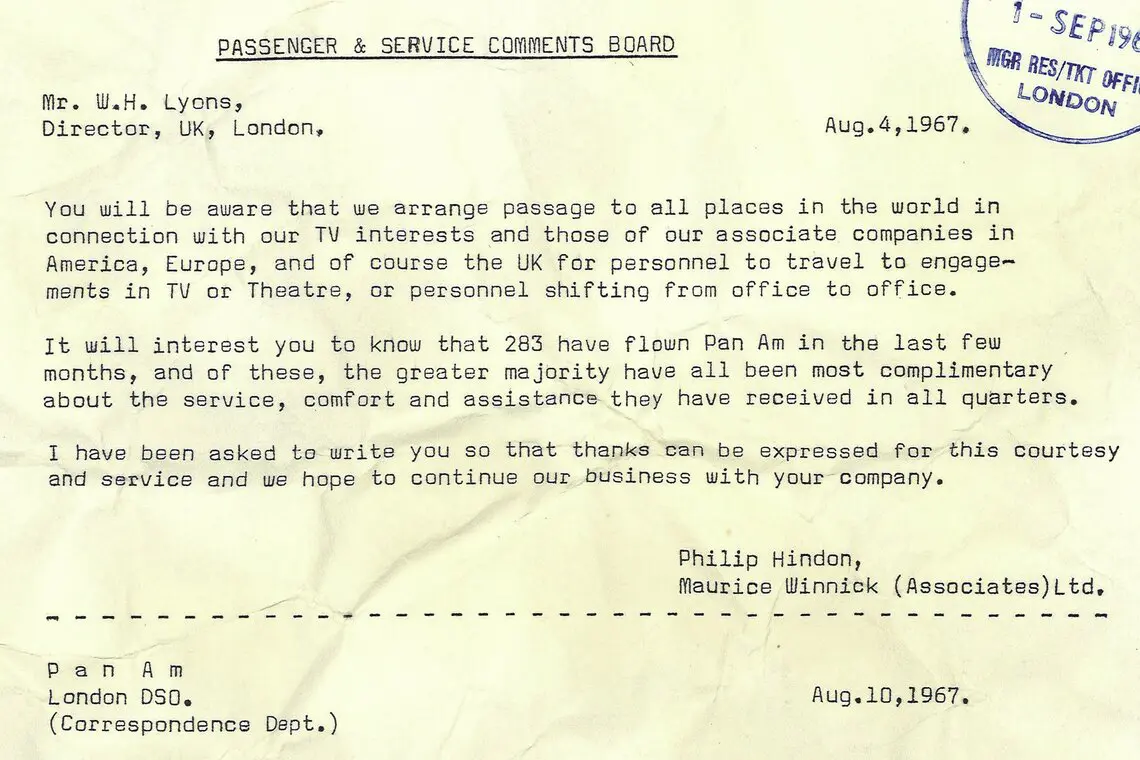 1 - SEP 196
MGR RES/TKT OFFI
LONDON
PASSENGER & SERVICE COMMENTS BOARD
Mr. W.H. Lyons,
Director, UK, London.
Aug.4,1967.
You will be aware that we arrange passage to all places in the world in
connection with our TV interests and those of our associate companies in
America, Europe, and of course the UK for personnel to travel to engage-
ments in TV or Theatre, or personnel shifting from office to office.
It will interest you to know that 283 have flown Pan Am in the last few
months, and of these, the greater majority have all been most complimentary
about the service, comfort and assistance they have received in all quarters.
I have been asked to write you so that thanks can be expressed for this courtesy
and service and we hope to continue our business with your company.
Philip Hindon,
Maurice Winnick (Associates)Ltd.
P a n  A m
London DSO.
(Correspondence Dept.)
Aug.10,1967.